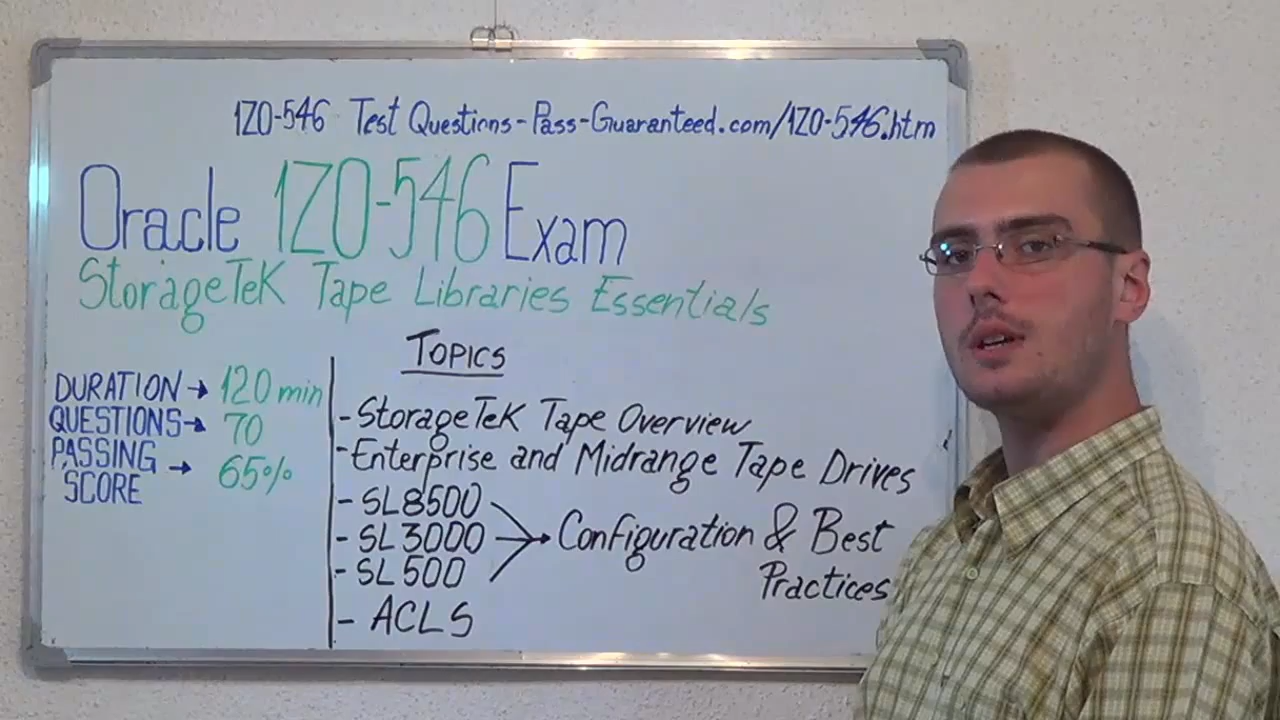 1Z0-546 Test Questions-Pass-Guaranteed.com/1Z0-546.htm
Oracle 1Z0-546 Exam
StorageTek Tape Libraries Essentials
DURATION → 120 min
QUESTIONS → 70
PASSING SCORE → 65%
TOPICS
- StorageTek Tape Overview
- Enterprise and Midrange Tape Drives
- SL8500
- SL3000
- SL500
Configuration & Best
Practices
- ACLS